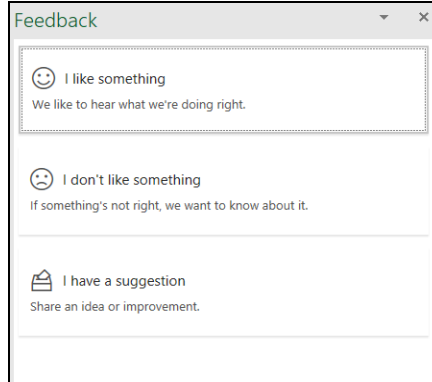 Feedback
I like something
We like to hear what we're doing right.
I don't like something
If something's not right, we want to know about it.
I have a suggestion
Share an idea or improvement.